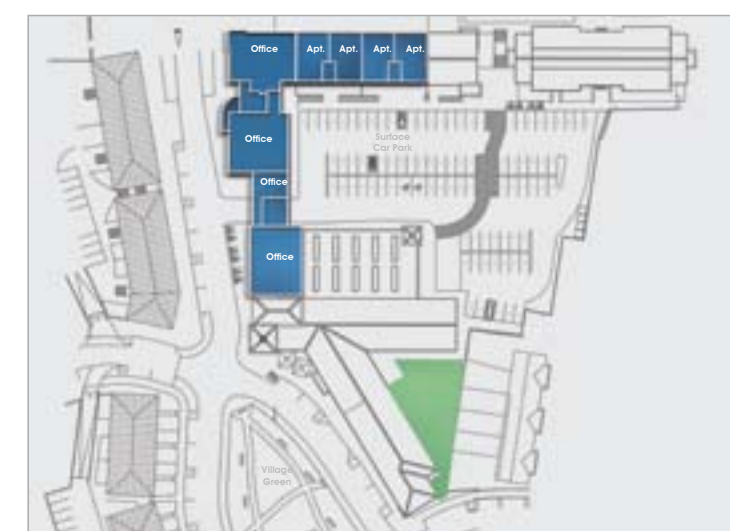 Office
Apt.
Apt.
Apt.
Apt.
Office
Surface
Car Park
Office
Office
Village
Green